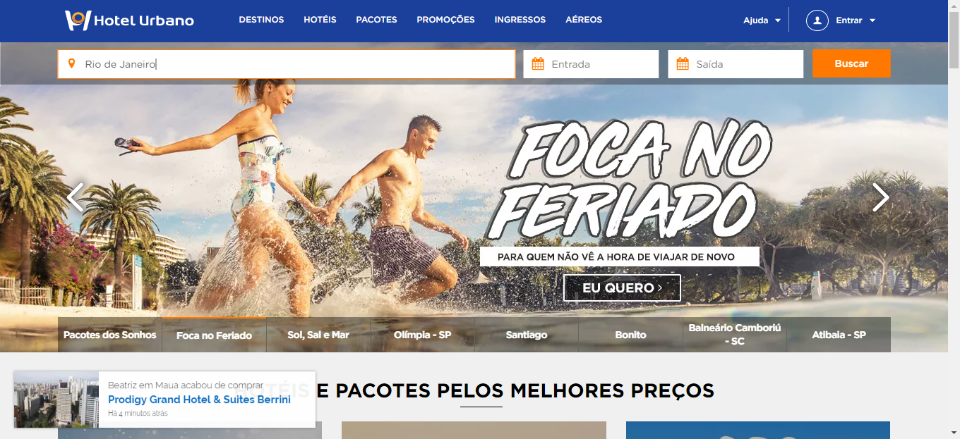 Hotel Urbano
DESTINOS HOTÉIS PACOTES PROMOÇÕES INGRESSOS AÉREOS
Ajuda Entrar
Rio de Janeiro Entrada Saída Buscar
FOCA NO
FERIADO
PARA QUEM NÃO VÊ A HORA DE VIAJAR DE NOVO
EU QUERO >
Pacotes dos Sonhos Foca no Feriado Sol, Sal e Mar Olímpia - SP Santiago Bonito Balneário Camboriú - SC Atibaia - SP
E PACOTES PELOS MELHORES PREÇOS
Beatriz em Maua acabou de comprar
Prodigy Grand Hotel & Suites Berrini
Há 4 minutos atrás